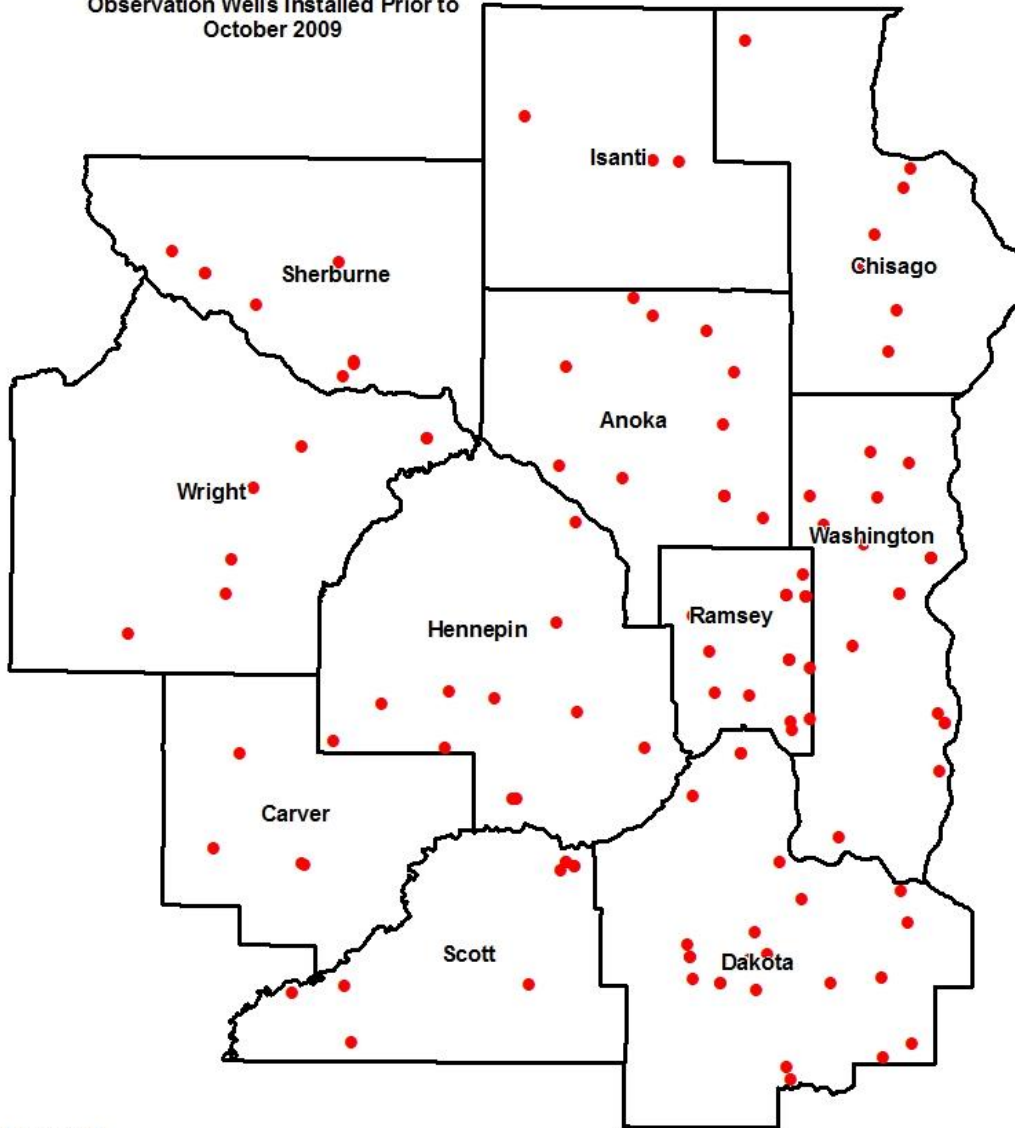 Observation Wells Installed Prior to
October 2009
Isanti
Sherburne
Chisago
Anoka
Wright
Washington
Ramsey
Hennepin
Carver
Scott
Dakota